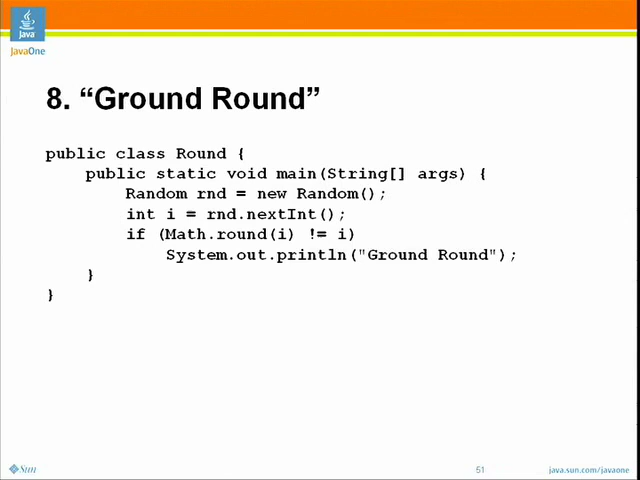 Java
JavaOne
8. “Ground Round”
public class Round {
    public static void main(String[] args) {
        Random rnd = new Random();
        int i = rnd.nextInt();
        if (Math.round(i) != i)
            System.out.println("Ground Round");
    }
}
Sun
51
java.sun.com/javaone